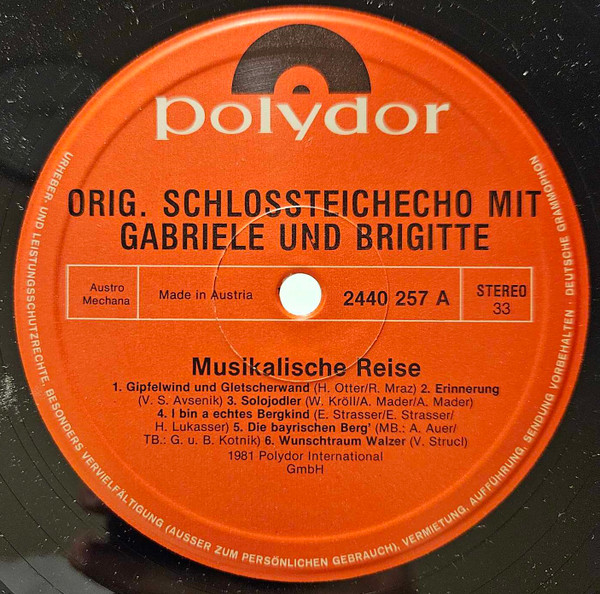 polydor
ORIG. SCHLOSSTEICHECHO MIT
GABRIELE UND BRIGITTE
Austro
Mechana
Made in Austria
2440 257 A
STEREO
33
Musikalische Reise
1. Gipfelwind und Gletscherwand (H. Otter/R. Mraz) 2. Erinnerung
(V. S. Avsenik) 3. Solojodler (W. Kröll/A. Mader/A. Mader)
4. I bin a echtes Bergkind (E. Strasser/E. Strasser/
H. Lukasser) 5. Die bayrischen Berg' (MB.: A. Auer/
TB.: G. u. B. Kotnik) 6. Wunschtraum Walzer (V. Strucl)
1981 Polydor International
GmbH
URHEBER- UND LEISTUNGSSCHUTZRECHTE, BESONDERS VERVIELFÄLTIGUNG (AUSSER ZUM PERSÖNLICHEN GEBRAUCH), VERMIETUNG, AUFFÜHRUNG, SENDUNG VORBEHALTEN · DEUTSCHE GRAMMOPHON